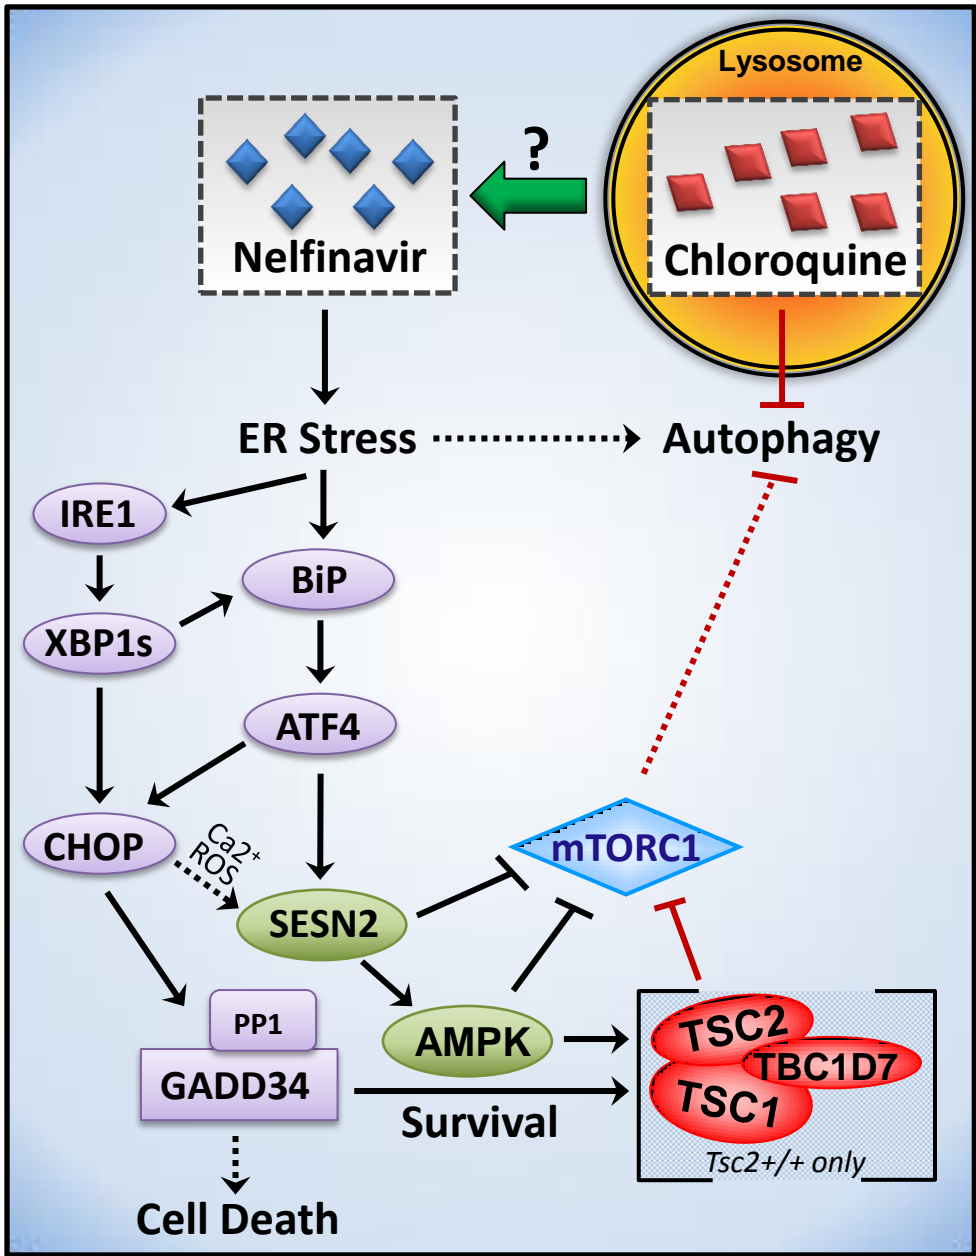 Lysosome
?
Nelfinavir
Chloroquine
ER Stress
Autophagy
IRE1
BiP
XBP1s
ATF4
CHOP
Ca2+
ROS
mTORC1
SESN2
PP1
AMPK
TSC2
TBC1D7
GADD34
TSC1
Survival
Tsc2+/+ only
Cell Death